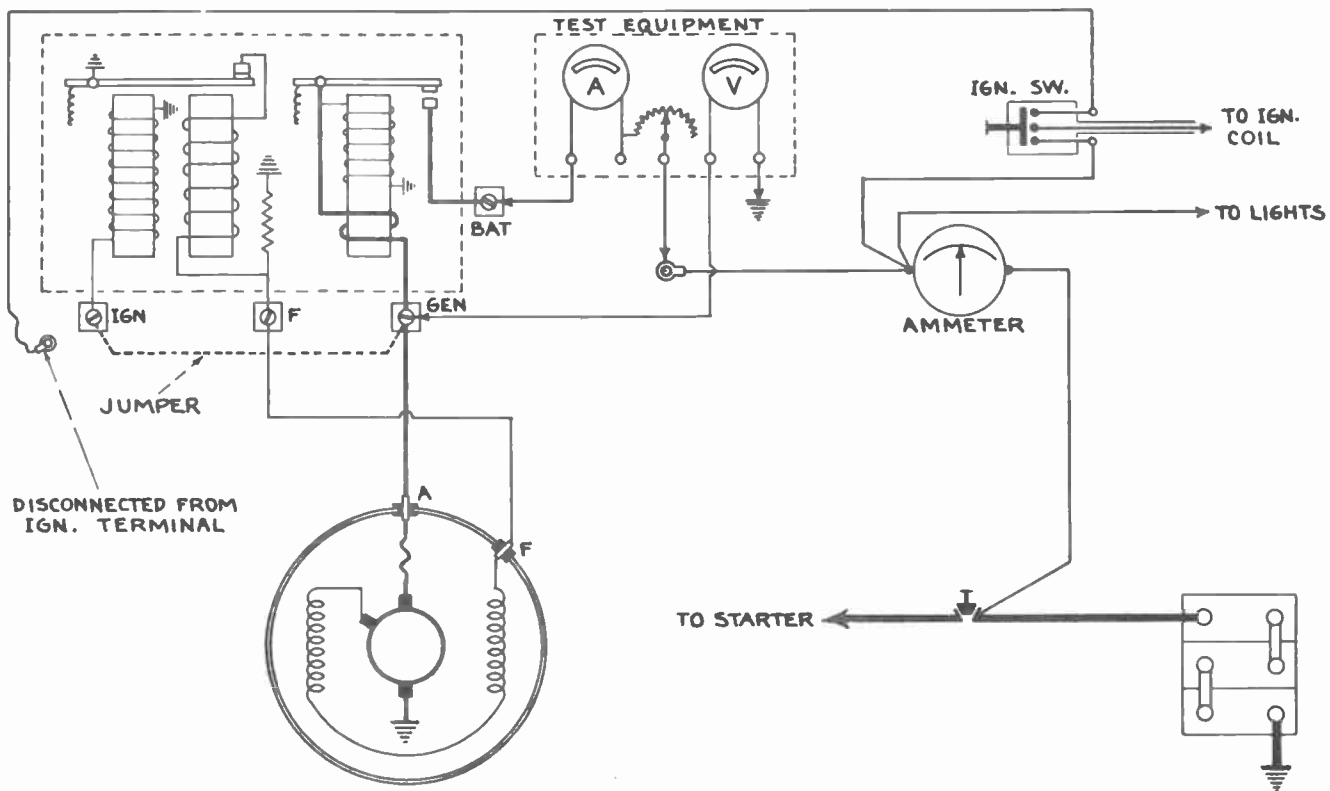 TEST EQUIPMENT
A
V
IGN. SW.
TO IGN.
COIL
BAT
TO LIGHTS
IGN
F
GEN
AMMETER
JUMPER
DISCONNECTED FROM
IGN. TERMINAL
A
F
TO STARTER